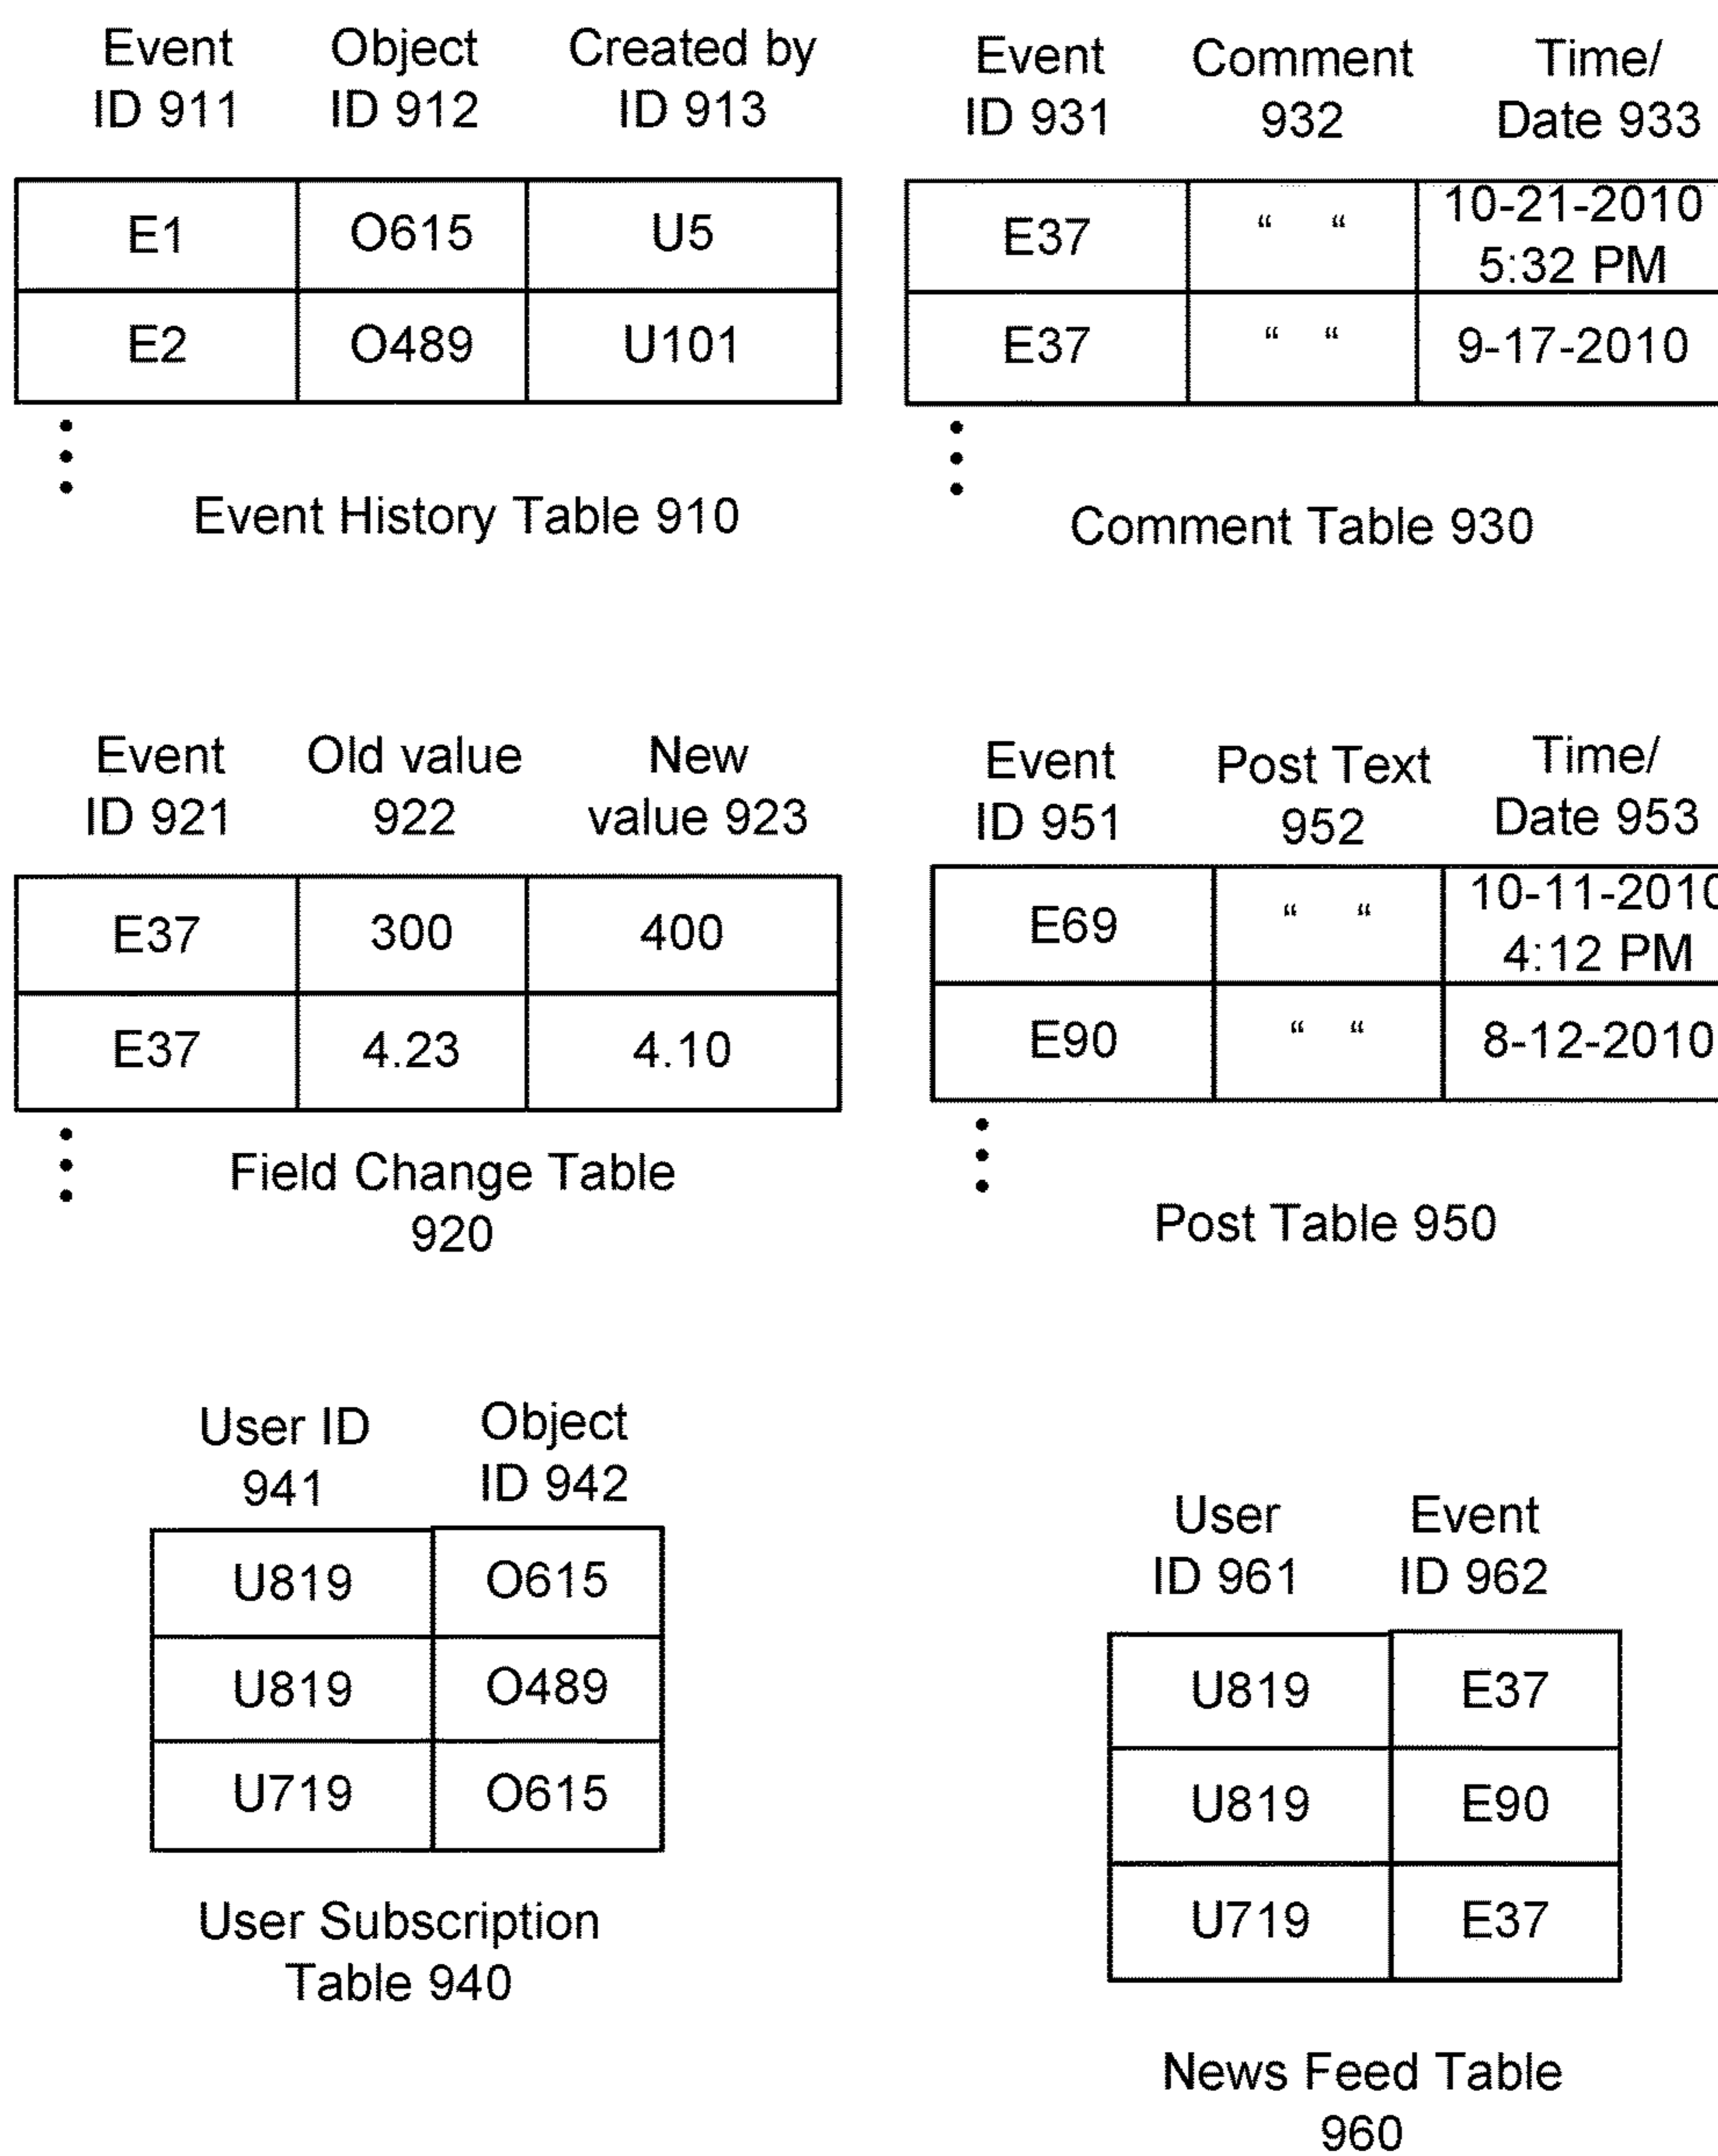 Event Object Created by
ID 911 ID 912 ID 913
E1 O615 U5
E2 O489 U101
Event History Table 910
Event Comment Time/
ID 931 932 Date 933
E37 “ “ 10-21-2010
5:32 PM
E37 “ “ 9-17-2010
Comment Table 930
Event Old value New
ID 921 922 value 923
E37 300 400
E37 4.23 4.10
Field Change Table
920
Event Post Text Time/
ID 951 952 Date 953
E69 “ “ 10-11-2010
4:12 PM
E90 “ “ 8-12-2010
Post Table 950
User ID Object
941 ID 942
U819 O615
U819 O489
U719 O615
User Subscription
Table 940
User Event
ID 961 ID 962
U819 E37
U819 E90
U719 E37
News Feed Table
960